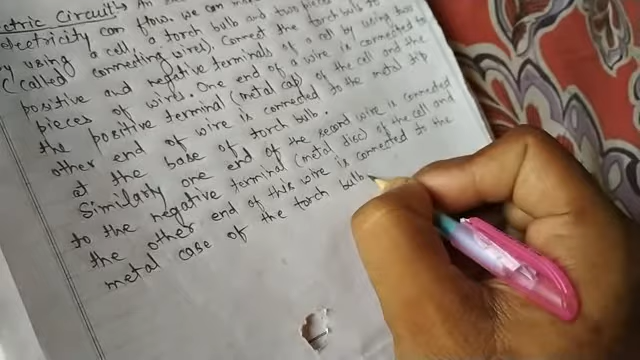 ectric Circuit:- An
electricity can flow. we can ma
by using a cell, a torch bulb and two pieces
(called connecting wires). Connect the torch bulb to
positive and negative terminals of a cell by using two
pieces of wires. One end of a wire is connected to
the positive terminal (metal cap) of the cell and the
other end of wire is connected to the metal tip
at the base of torch bulb.
Similarly one end of the second wire is connected
to the negative terminal (metal disc) of the cell and
the other end of this wire is connected to the
metal case of the torch bulb